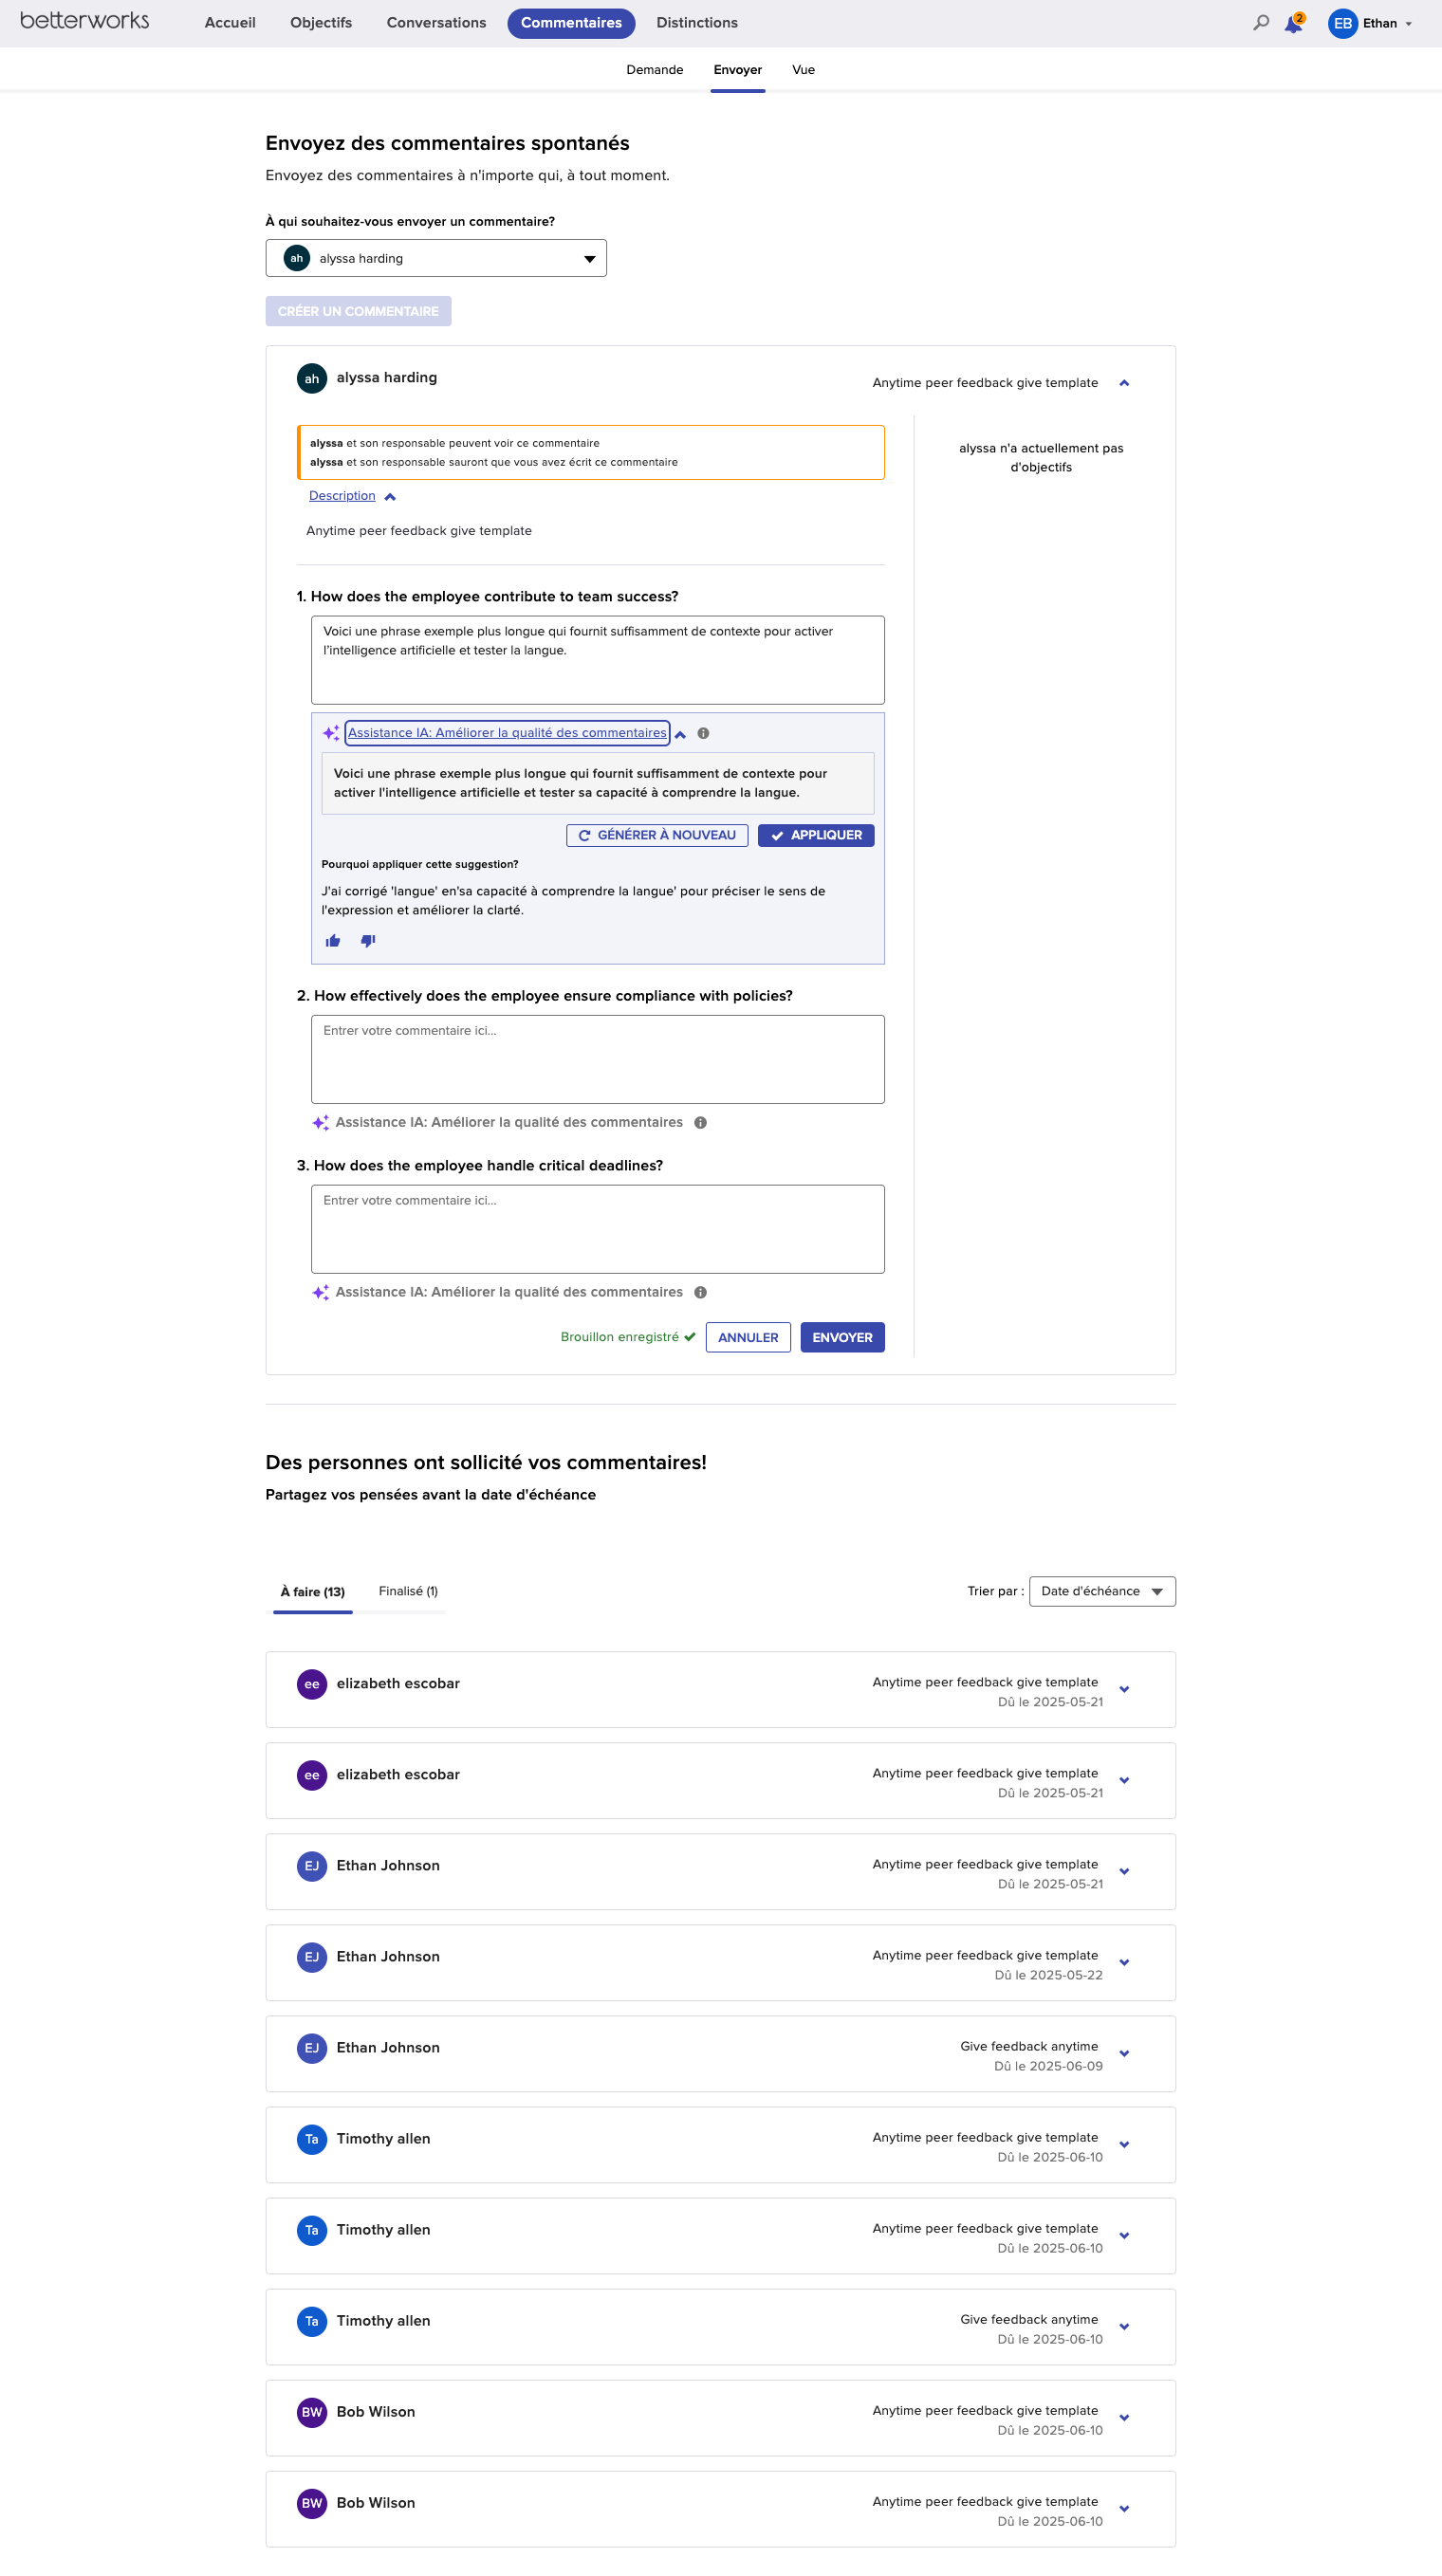 betterworks
Accueil
Objectifs
Conversations
Commentaires
Distinctions
2
EB
Ethan
Demande
Envoyer
Vue
Envoyez des commentaires spontanés
Envoyez des commentaires à n'importe qui, à tout moment.
À qui souhaitez-vous envoyer un commentaire?
ah
alyssa harding
CRÉER UN COMMENTAIRE
ah
alyssa harding
Anytime peer feedback give template
alyssa et son responsable peuvent voir ce commentaire
alyssa et son responsable sauront que vous avez écrit ce commentaire
alyssa n'a actuellement pas
d'objectifs
Description
Anytime peer feedback give template
1. How does the employee contribute to team success?
Voici une phrase exemple plus longue qui fournit suffisamment de contexte pour activer
l'intelligence artificielle et tester la langue.
Assistance IA: Améliorer la qualité des commentaires
Voici une phrase exemple plus longue qui fournit suffisamment de contexte pour
activer l'intelligence artificielle et tester sa capacité à comprendre la langue.
GÉNÉRER À NOUVEAU
APPLIQUER
Pourquoi appliquer cette suggestion?
J'ai corrigé 'langue' en'sa capacité à comprendre la langue' pour préciser le sens de
l'expression et améliorer la clarté.
2. How effectively does the employee ensure compliance with policies?
Entrer votre commentaire ici...
Assistance IA: Améliorer la qualité des commentaires
3. How does the employee handle critical deadlines?
Entrer votre commentaire ici...
Assistance IA: Améliorer la qualité des commentaires
Brouillon enregistré
ANNULER
ENVOYER
Des personnes ont sollicité vos commentaires!
Partagez vos pensées avant la date d'échéance
À faire (13)
Finalisé (1)
Trier par :
Date d'échéance
ee
elizabeth escobar
Anytime peer feedback give template
Dû le 2025-05-21
ee
elizabeth escobar
Anytime peer feedback give template
Dû le 2025-05-21
EJ
Ethan Johnson
Anytime peer feedback give template
Dû le 2025-05-21
EJ
Ethan Johnson
Anytime peer feedback give template
Dû le 2025-05-22
EJ
Ethan Johnson
Give feedback anytime
Dû le 2025-06-09
Ta
Timothy allen
Anytime peer feedback give template
Dû le 2025-06-10
Ta
Timothy allen
Anytime peer feedback give template
Dû le 2025-06-10
Ta
Timothy allen
Give feedback anytime
Dû le 2025-06-10
BW
Bob Wilson
Anytime peer feedback give template
Dû le 2025-06-10
BW
Bob Wilson
Anytime peer feedback give template
Dû le 2025-06-10